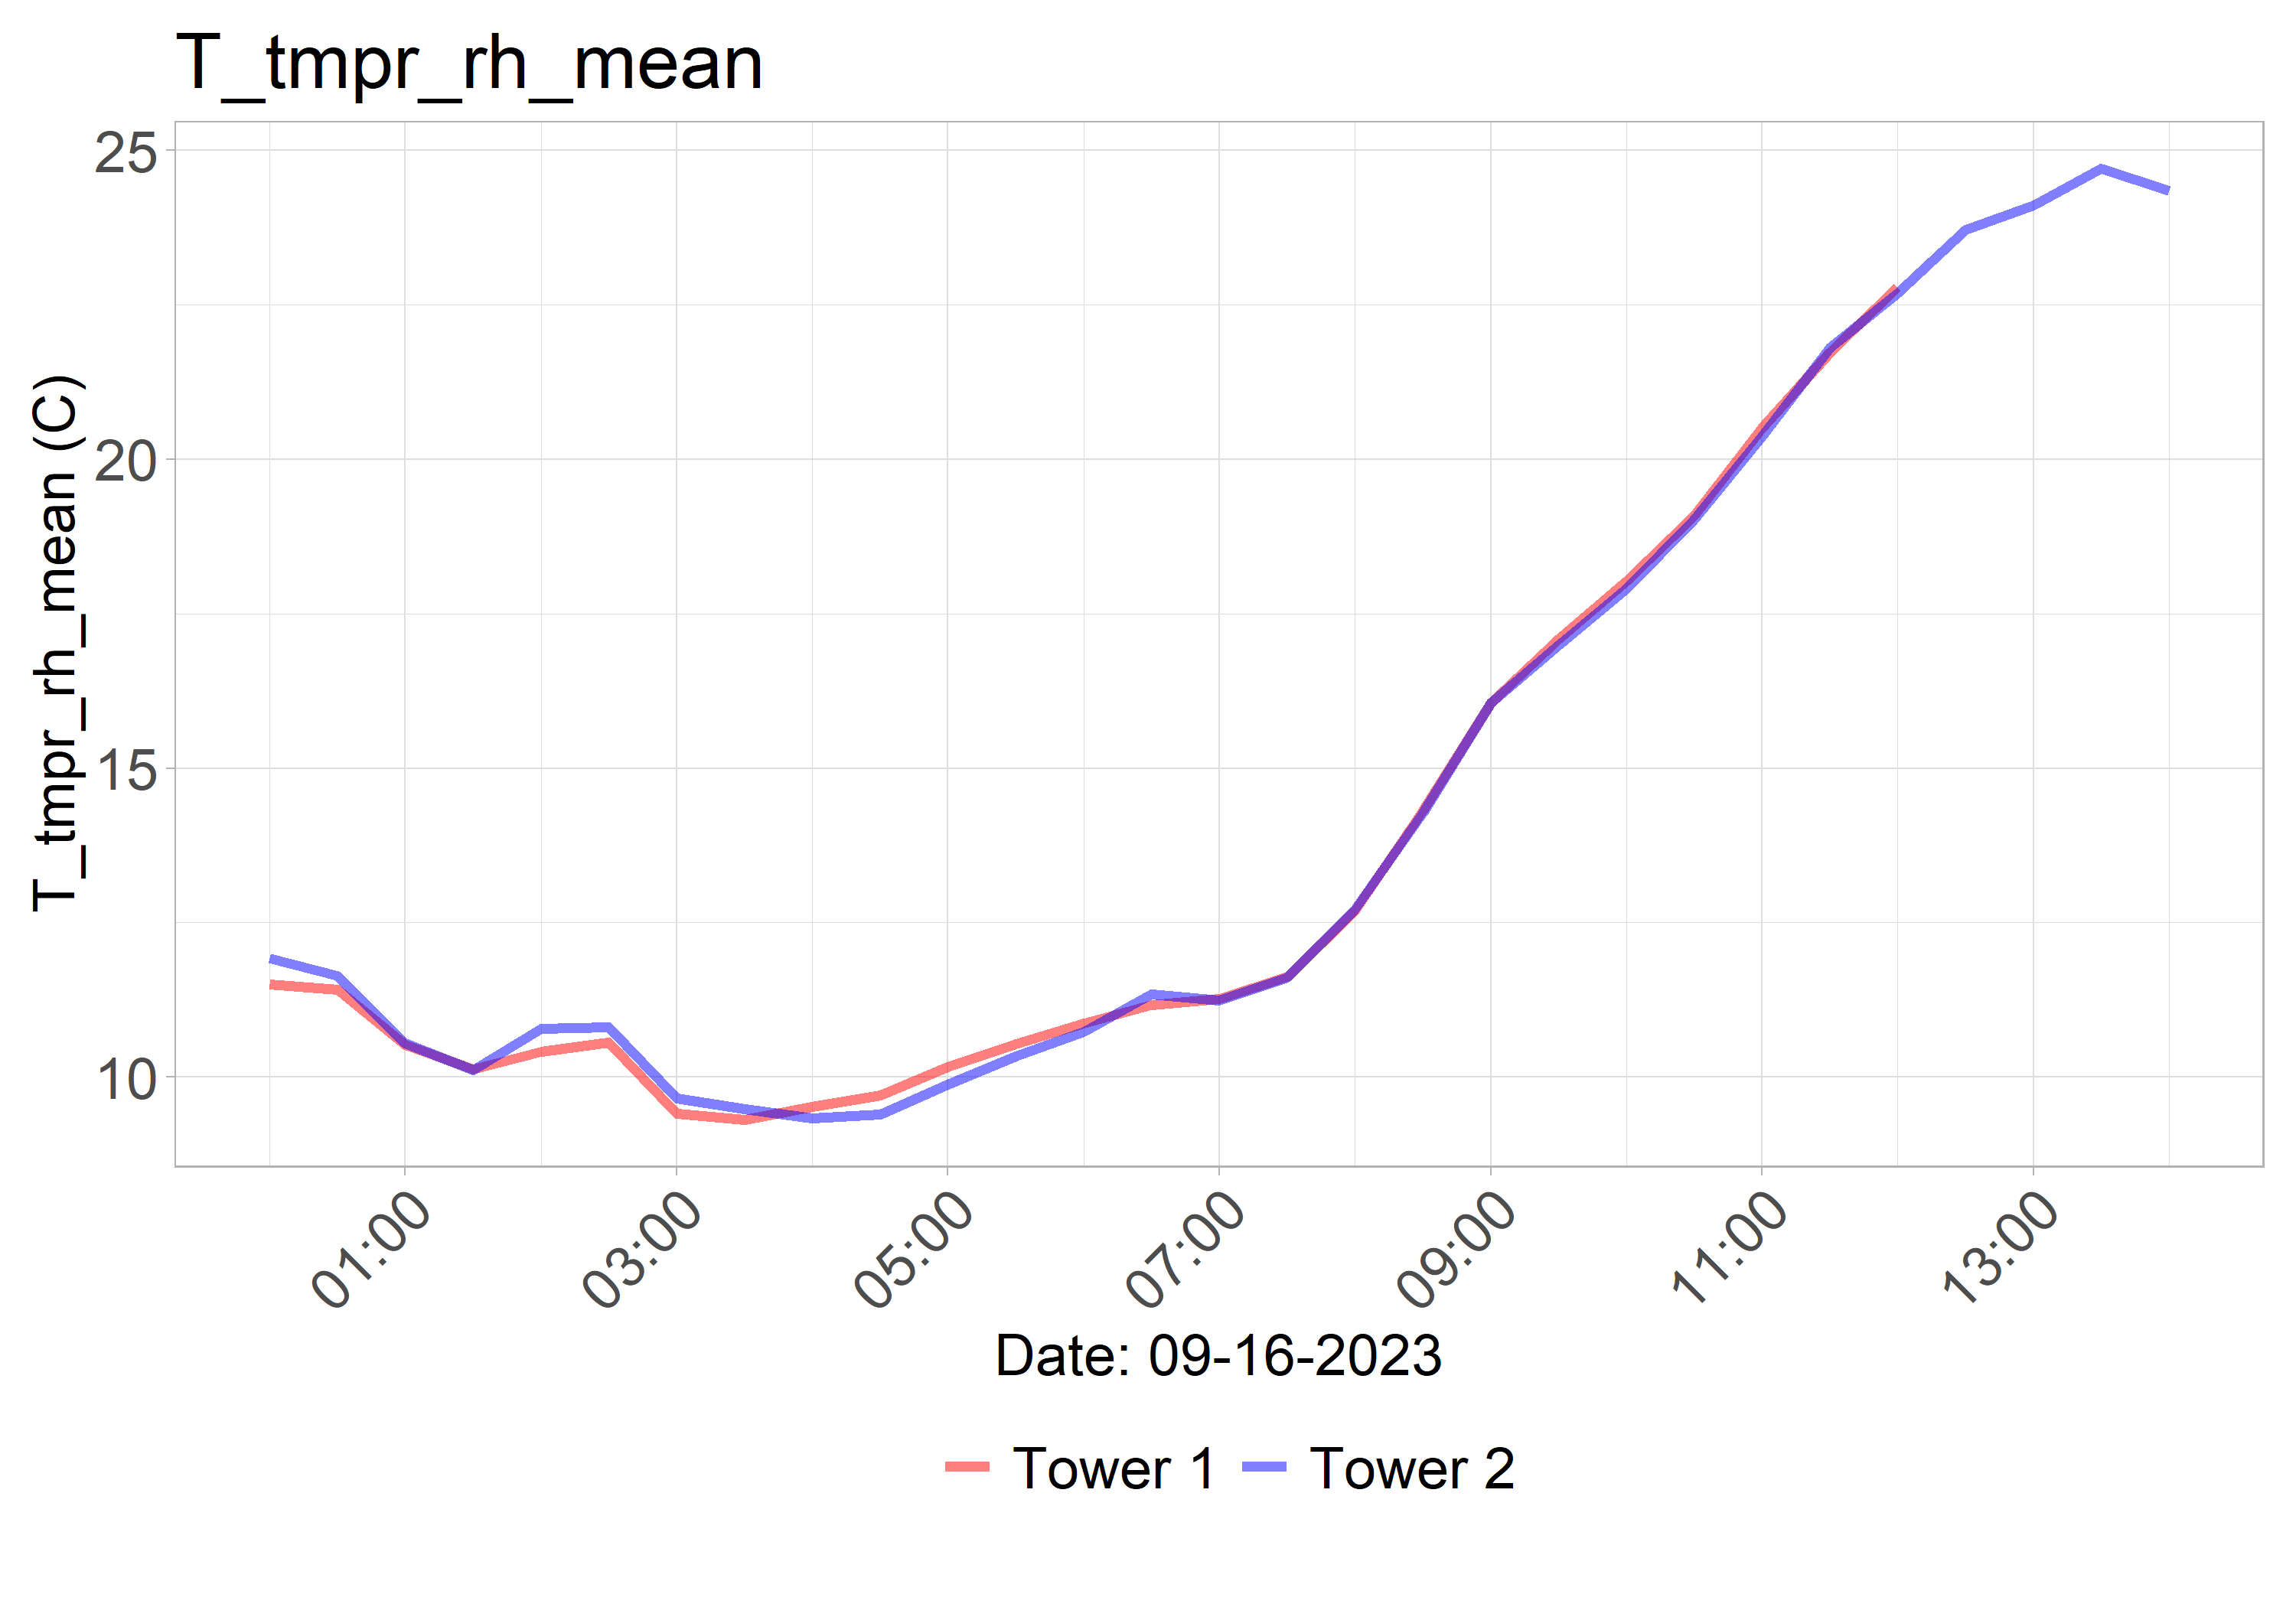 T_tmpr_rh_mean
T_tmpr_rh_mean (C)
25
20
15
10
01:00
03:00
05:00
07:00
09:00
11:00
13:00
Date: 09-16-2023
Tower 1
Tower 2